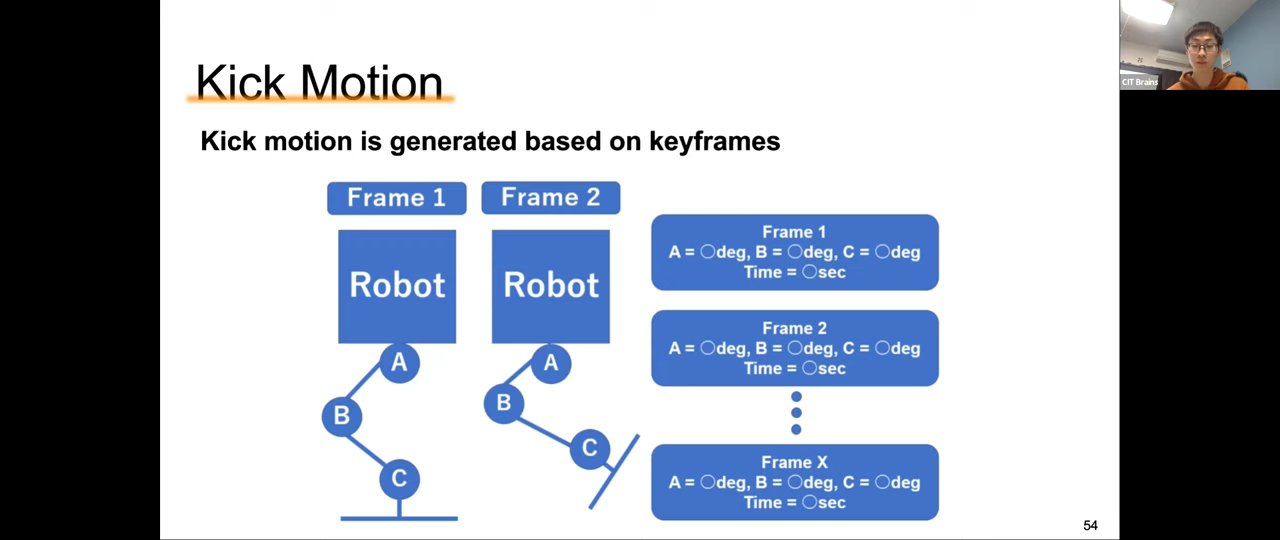 Kick Motion
CIT Brains
Kick motion is generated based on keyframes
Frame 1
Frame 2
Robot
Robot
A
B
C
A
B
C
Frame 1
A = ○deg, B = ○deg, C = ○deg
Time = ○sec
Frame 2
A = ○deg, B = ○deg, C = ○deg
Time = ○sec
Frame X
A = ○deg, B = ○deg, C = ○deg
Time = ○sec
54